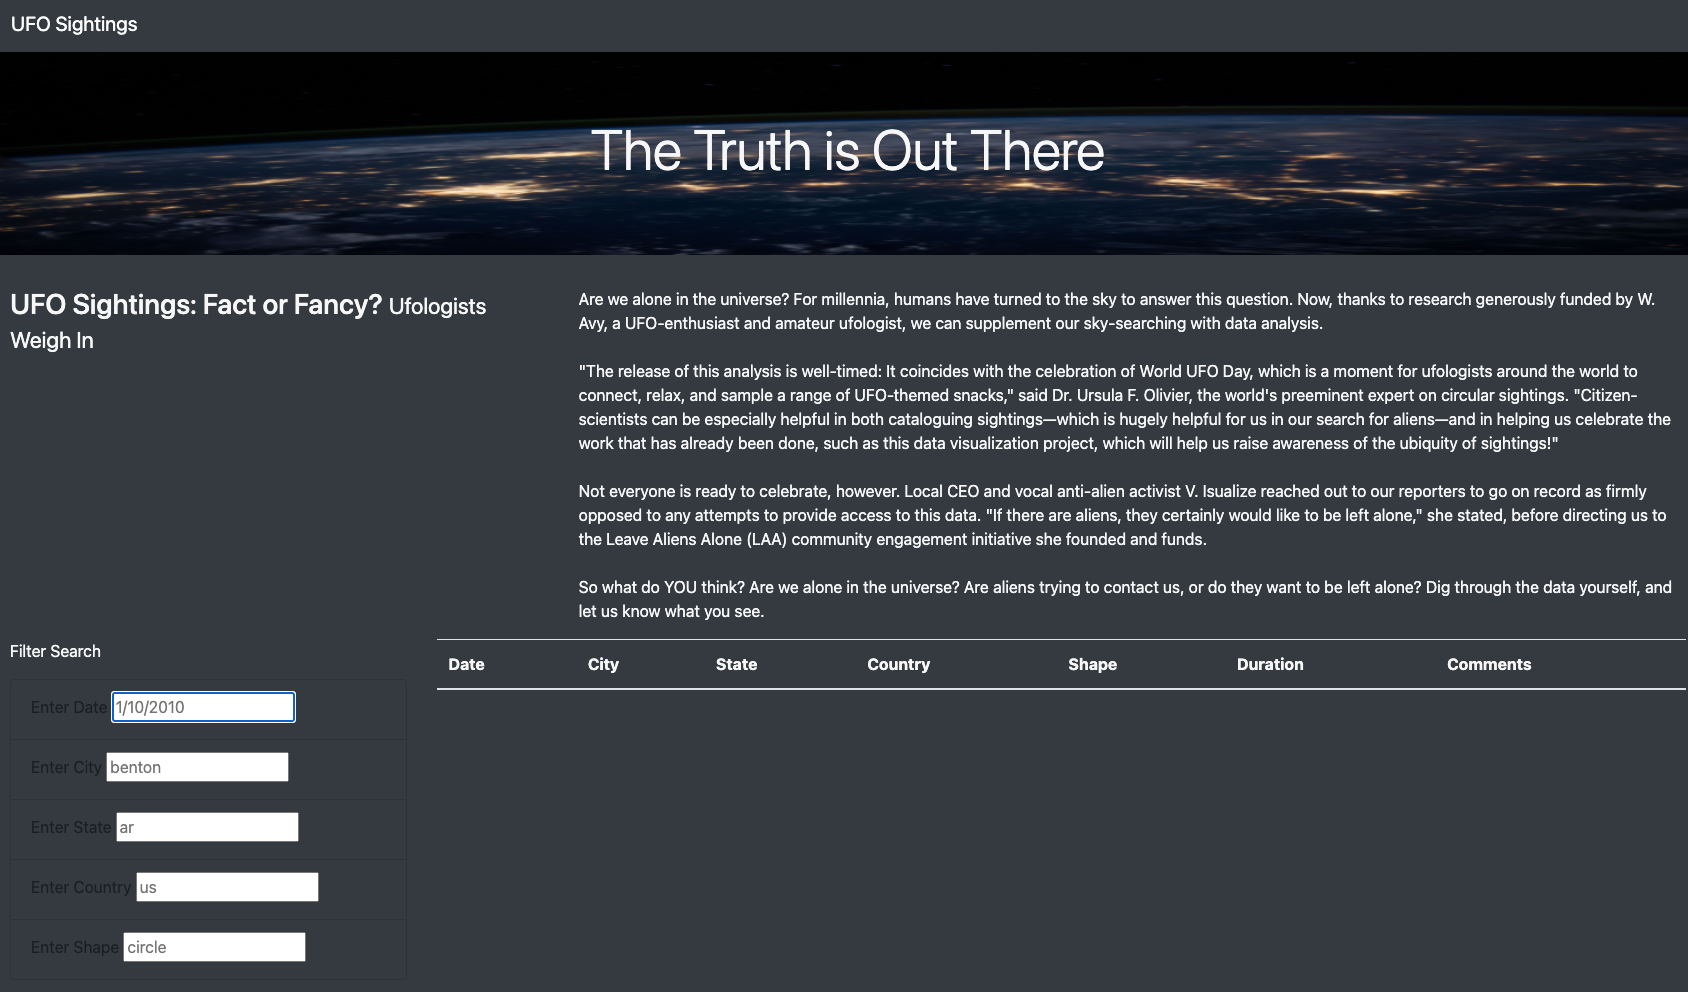 UFO Sightings
The Truth is Out There
UFO Sightings: Fact or Fancy? Ufologists
Weigh In
Are we alone in the universe? For millennia, humans have turned to the sky to answer this question. Now, thanks to research generously funded by W.
Avy, a UFO-enthusiast and amateur ufologist, we can supplement our sky-searching with data analysis.
"The release of this analysis is well-timed: It coincides with the celebration of World UFO Day, which is a moment for ufologists around the world to
connect, relax, and sample a range of UFO-themed snacks," said Dr. Ursula F. Olivier, the world's preeminent expert on circular sightings. "Citizen-
scientists can be especially helpful in both cataloguing sightings—which is hugely helpful for us in our search for aliens—and in helping us celebrate the
work that has already been done, such as this data visualization project, which will help us raise awareness of the ubiquity of sightings!"
Not everyone is ready to celebrate, however. Local CEO and vocal anti-alien activist V. Isualize reached out to our reporters to go on record as firmly
opposed to any attempts to provide access to this data. "If there are aliens, they certainly would like to be left alone," she stated, before directing us to
the Leave Aliens Alone (LAA) community engagement initiative she founded and funds.
So what do YOU think? Are we alone in the universe? Are aliens trying to contact us, or do they want to be left alone? Dig through the data yourself, and
let us know what you see.
Filter Search
Enter Date 1/10/2010
Enter City benton
Enter State ar
Enter Country us
Enter Shape circle
Date City State Country Shape Duration Comments